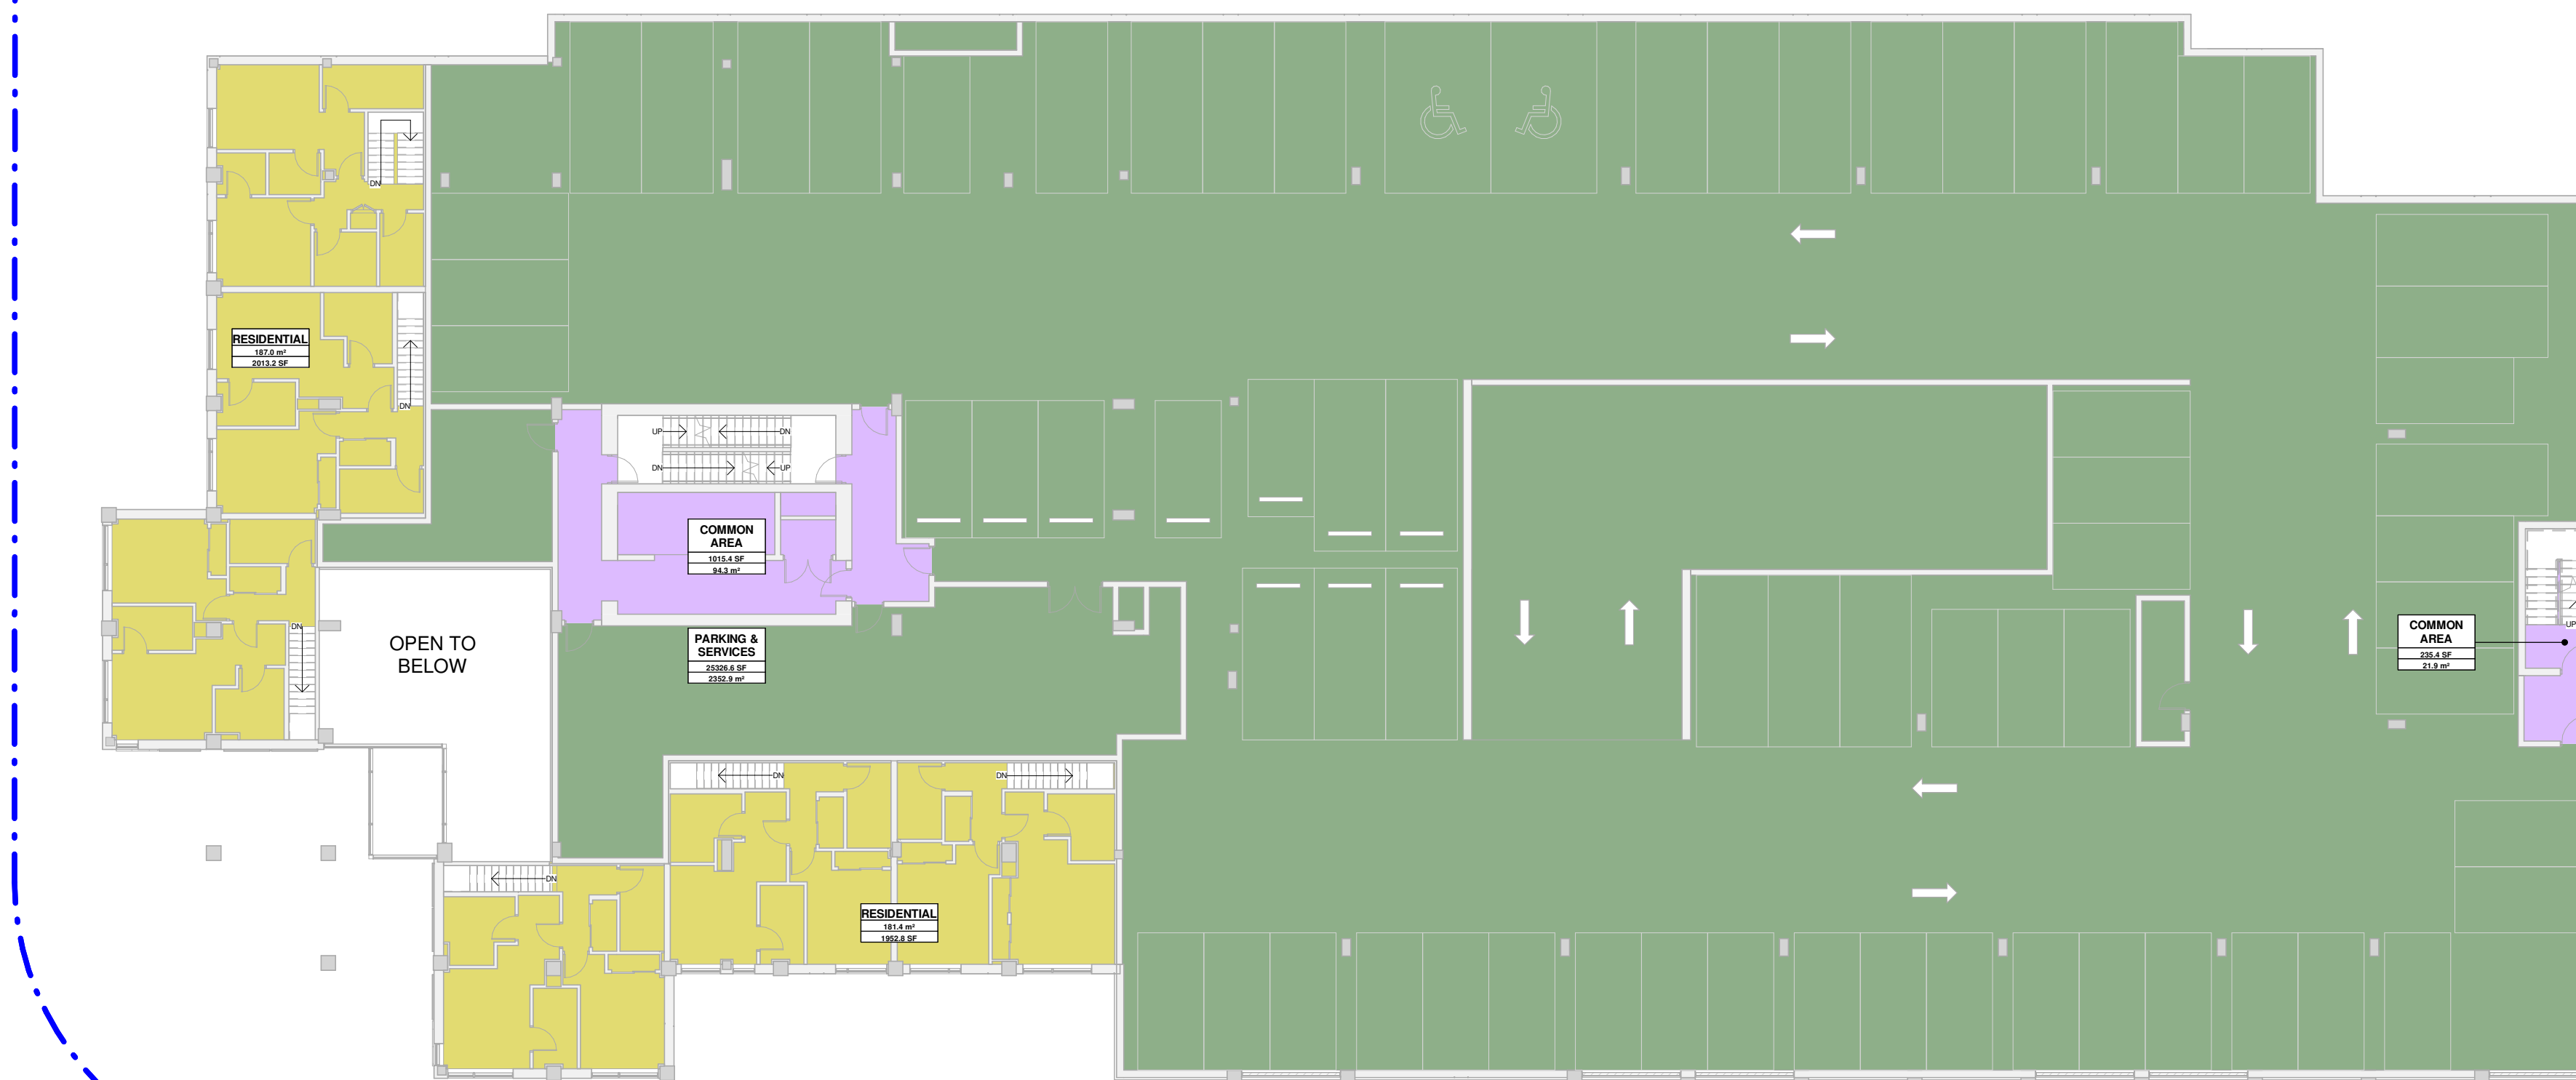 DN
RESIDENTIAL
187.0 m²
2013.2 SF
DN
UP
DN
DN
UP
COMMON
AREA
1015.4 SF
94.3 m²
DN
OPEN TO
BELOW
PARKING &
SERVICES
25326.6 SF
2352.9 m²
UP
COMMON
AREA
235.4 SF
21.9 m²
DN
DN
DN
RESIDENTIAL
181.4 m²
1952.8 SF